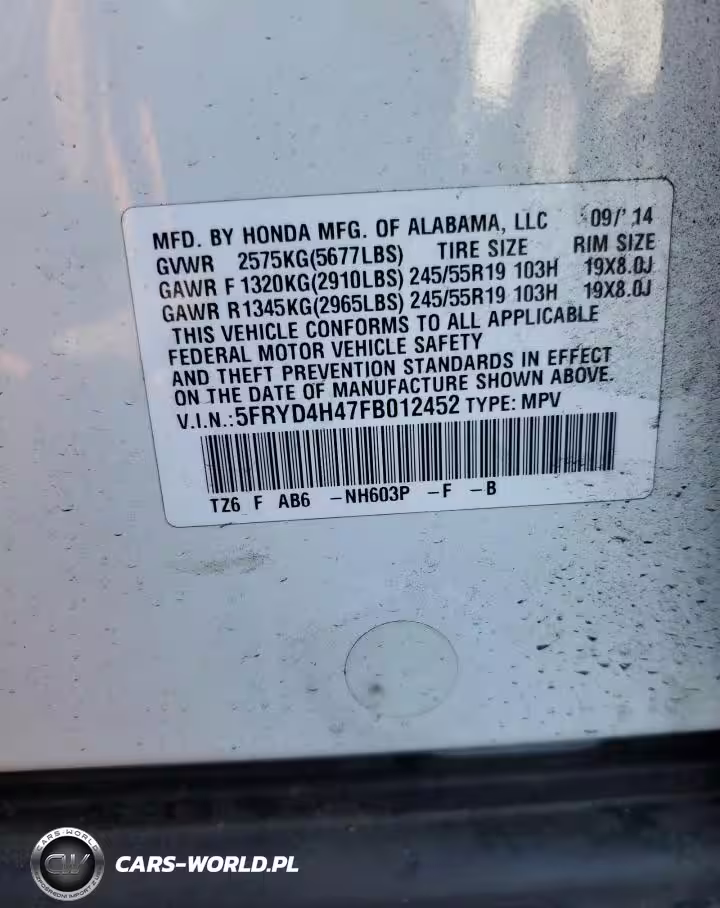 MFD. BY HONDA MFG. OF ALABAMA, LLC 09/'14
GVWR 2575KG(5677LBS) TIRE SIZE RIM SIZE
GAWR F 1320KG(2910LBS) 245/55R19 103H 19X8.0J
GAWR R1345KG(2965LBS) 245/55R19 103H 19X8.0J
THIS VEHICLE CONFORMS TO ALL APPLICABLE
FEDERAL MOTOR VEHICLE SAFETY
AND THEFT PREVENTION STANDARDS IN EFFECT
ON THE DATE OF MANUFACTURE SHOWN ABOVE.
V.I.N.:5FRYD4H47FB012452 TYPE: MPV
TZ6 F AB6 -NH603P -F -B
CARS-WORLD
CW
CARS-WORLD.PL